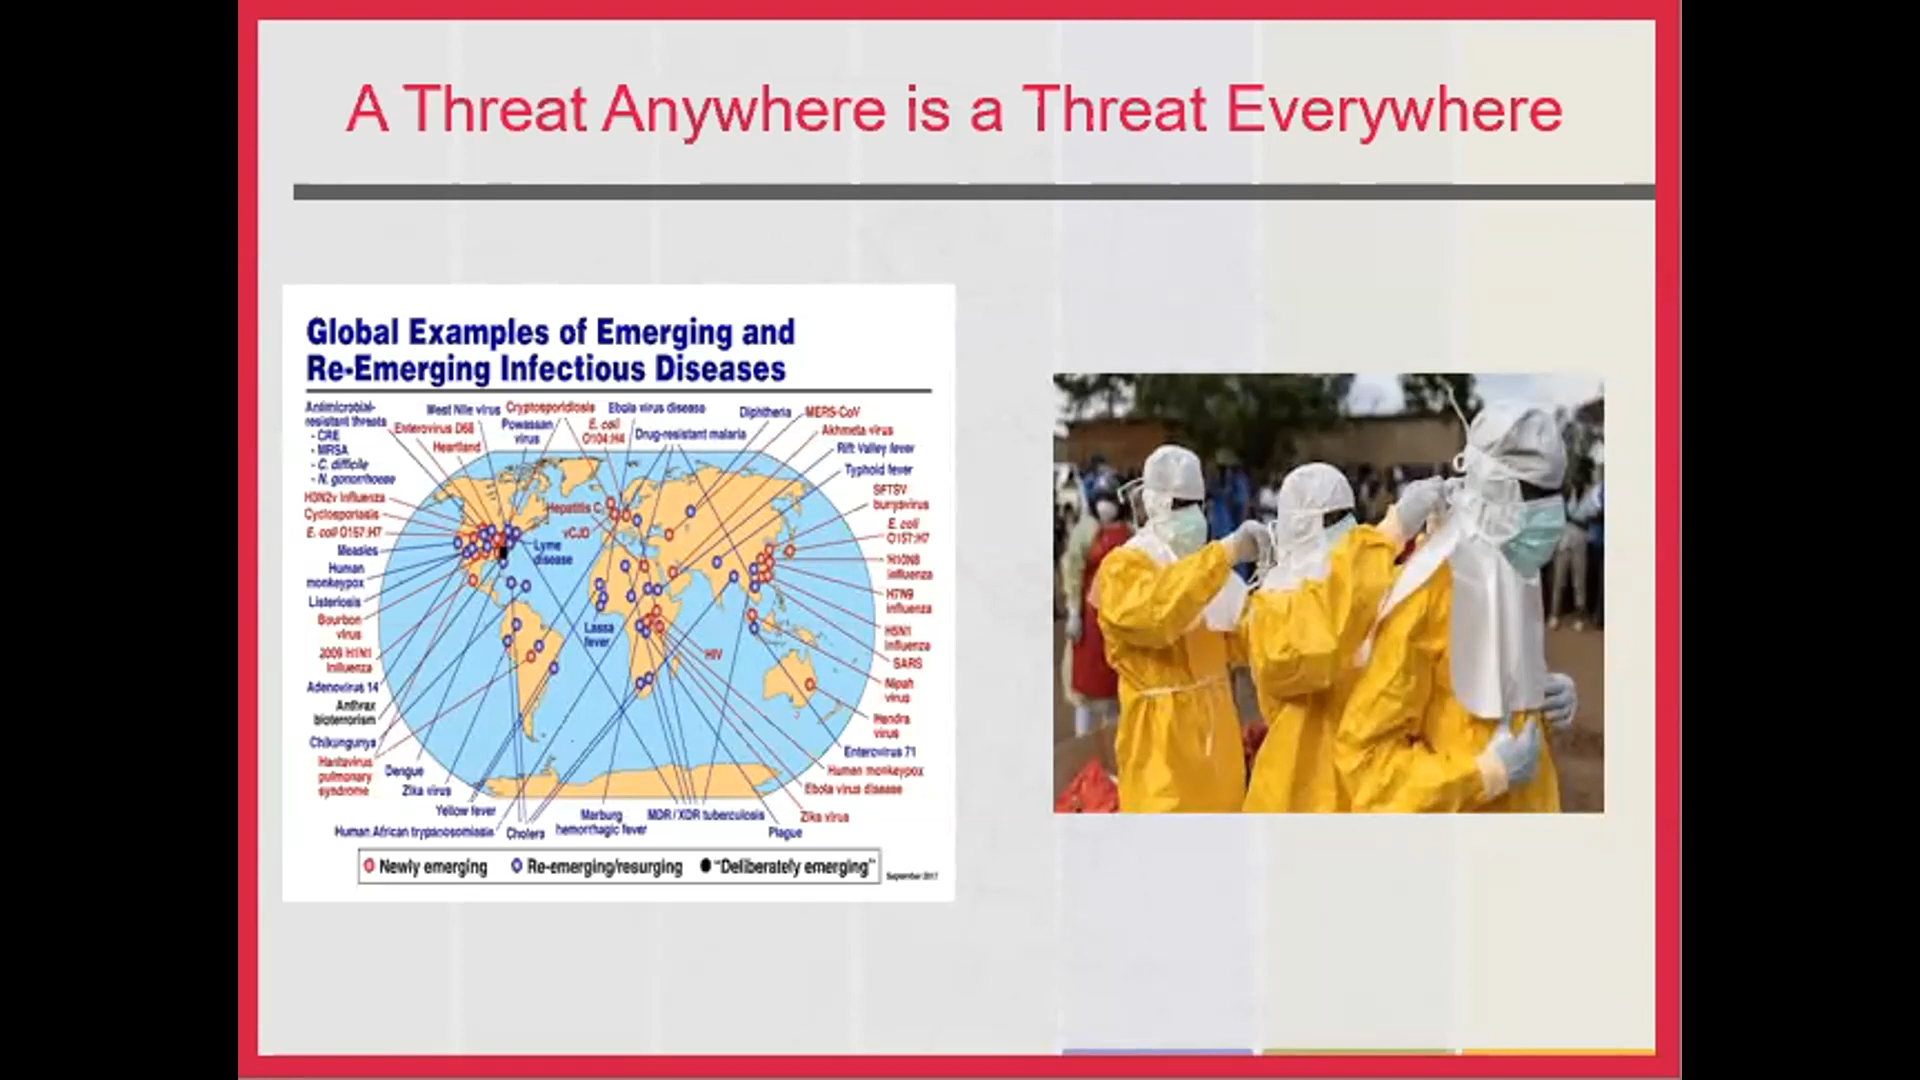 A Threat Anywhere is a Threat Everywhere
Global Examples of Emerging and
Re-Emerging Infectious Diseases
Antimicrobial-
resistant threats
- CRE
- MRSA
- C. difficile
- N. gonorrhoeae
West Nile virus
Cryptosporidiosis
Ebola virus disease
Diphtheria
MERS-CoV
Enterovirus D68
Powassan
virus
E. coli
O104:H4
Drug-resistant malaria
Akhmeta virus
Heartland
Rift Valley fever
Typhoid fever
H3N2v influenza
Cyclosporiasis
E. coli O157:H7
Measles
Human
monkeypox
Listeriosis
Bourbon
virus
2009 H1N1
influenza
Adenovirus 14
Anthrax
bioterrorism
Chikungunya
Hantavirus
pulmonary
syndrome
Dengue
Zika virus
Yellow fever
Human African trypanosomiasis
Cholera
Marburg
hemorrhagic fever
MDR/XDR tuberculosis
Plague
Hepatitis C
vCJD
Lyme
disease
Lassa
fever
HIV
SFTSV
bunyavirus
E. coli
O157:H7
H10N8
influenza
H7N9
influenza
H5N1
influenza
SARS
Nipah
virus
Hendra
virus
Enterovirus 71
Human monkeypox
Ebola virus disease
Zika virus
Newly emerging
Re-emerging/resurging
"Deliberately emerging"
September 2017